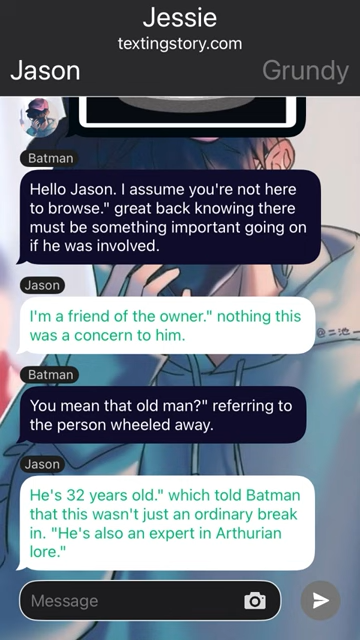 Jessie
textingstory.com
Jason
Grundy
Batman
Hello Jason. I assume you're not here
to browse." great back knowing there
must be something important going on
if he was involved.
Jason
I'm a friend of the owner." nothing this
was a concern to him.
Batman
You mean that old man?" referring to
the person wheeled away.
Jason
He's 32 years old." which told Batman
that this wasn't just an ordinary break
in. "He's also an expert in Arthurian
lore."
Message